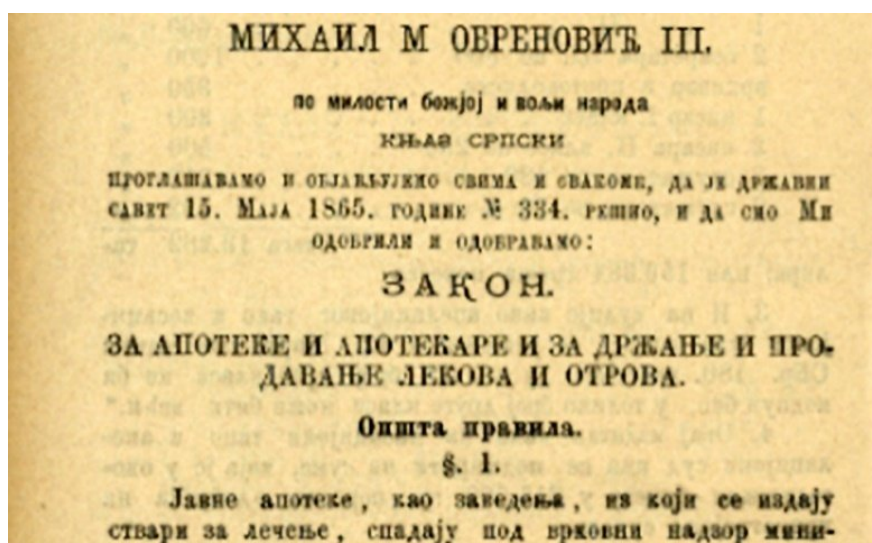 МИХАИЛ М ОБРЕНОВИЋ III.
по милости божјој и вољи народа
КЊАЗ СРПСКИ
ПРОГЛАШАВАМО И ОБЈАВЉУЈЕМО СВИМА И СВАКОМЕ, ДА ЈЕ ДРЖАВНИ
САВЕТ 15. МАЈА 1865. ГОДИНЕ № 334. РЕШИО, И ДА СМО МИ
ОДОБРИЛИ И ОДОБРАВАМО:
ЗАКОН.
ЗА АПОТЕКЕ И АПОТЕКАРЕ И ЗА ДРЖАЊЕ И ПРО-
ДАВАЊЕ ЛЕКОВА И ОТРОВА.
Општа правила.
§. 1.
Јавне апотеке, као заведења, из који се издају
ствари за лечење, спадају под врховни надзор мини-